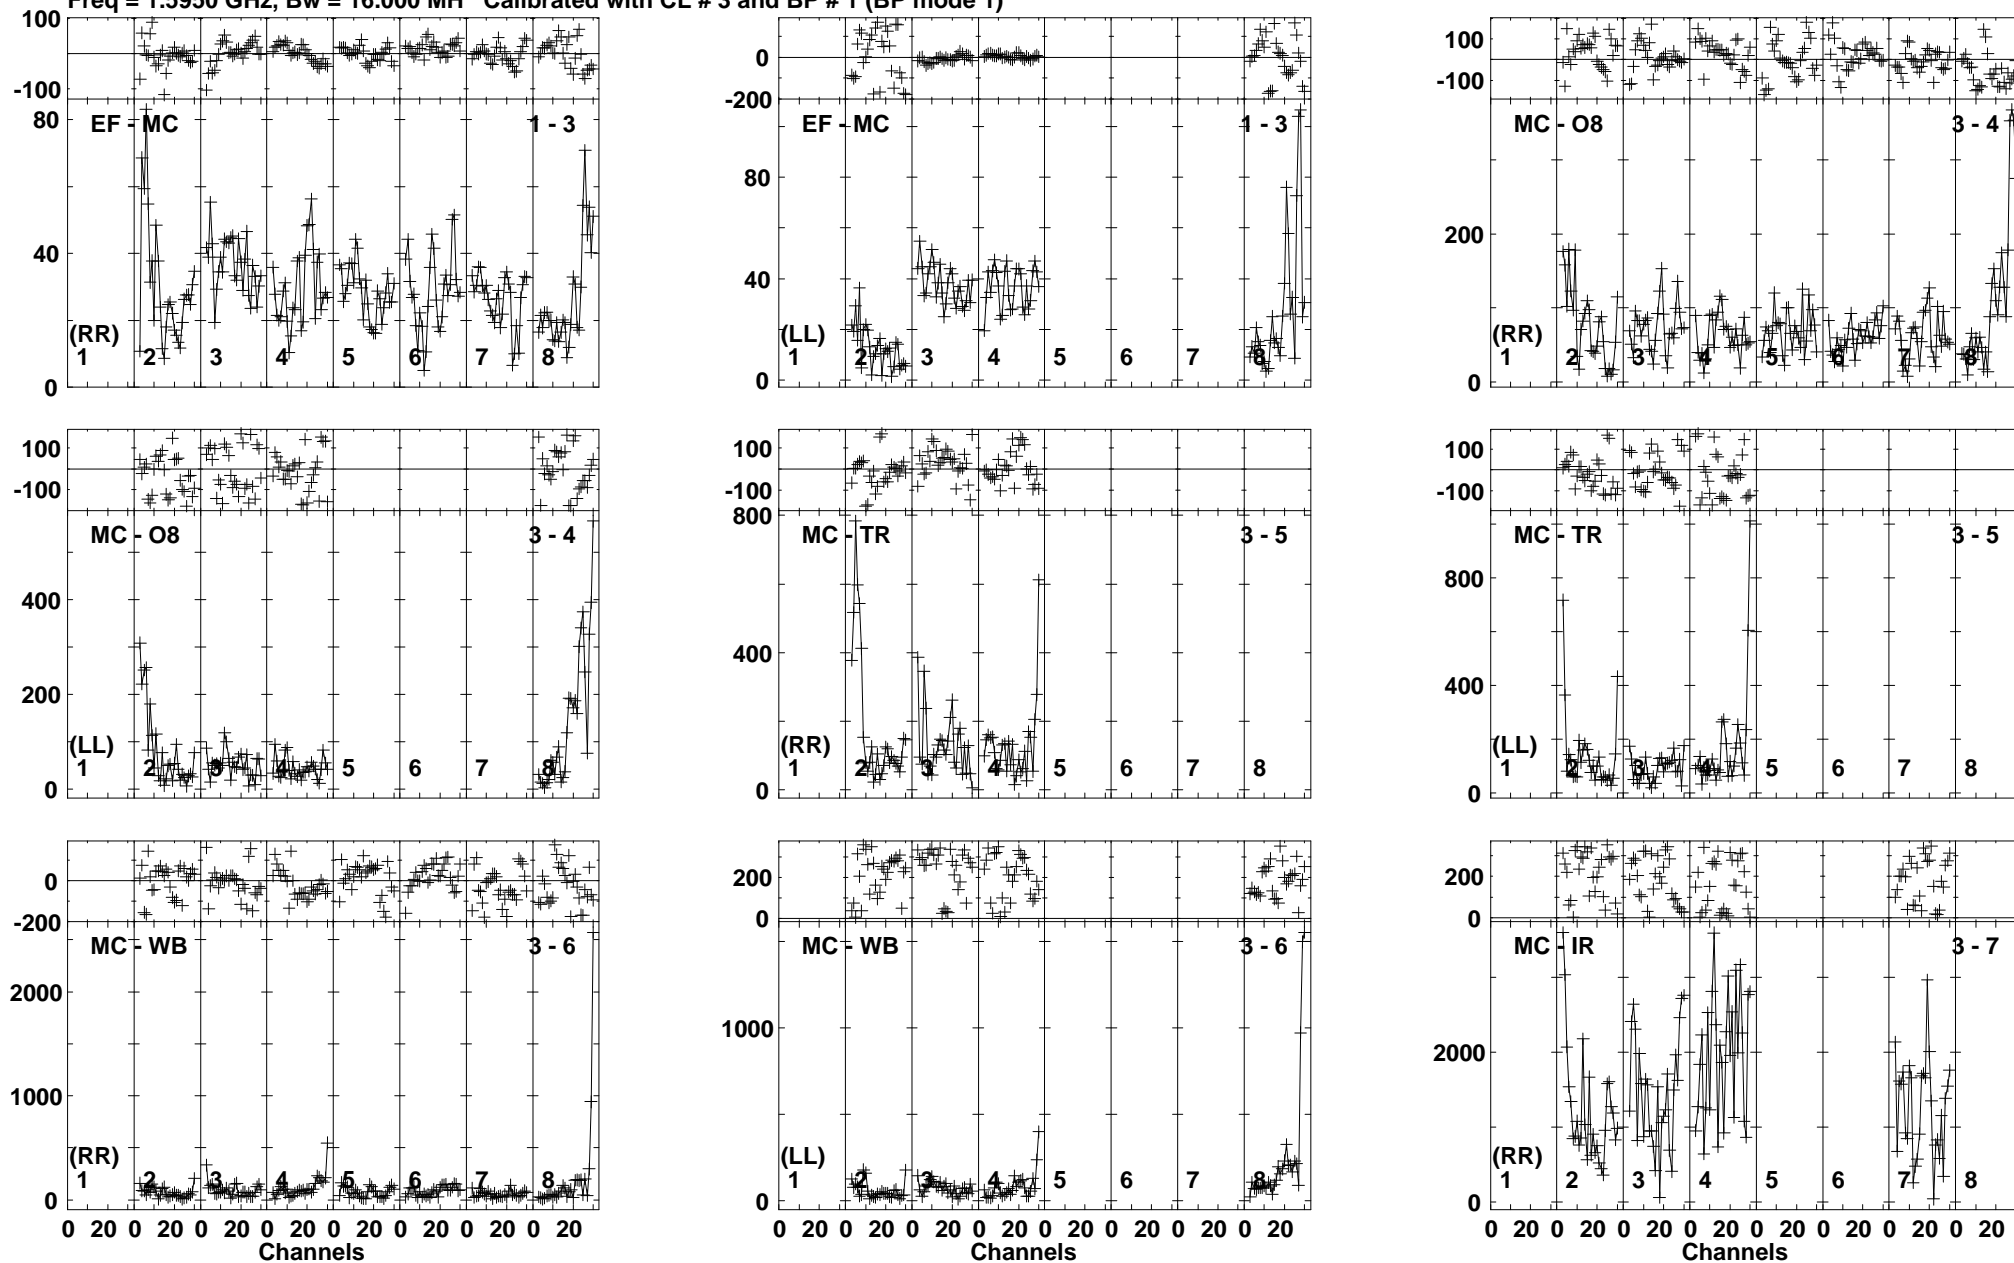 Freq = 1.5950 GHz, Bw = 16.000 MH Calibrated with CL # 3 and BP # 1 (BP mode 1)
100 -100 0 -200 100 -100
EF - MC 1 - 3 EF - MC 1 - 3 MC - O8 3 - 4
80 40 0 80 40 0 200 0
(RR) (LL) (RR)
1 2 3 4 5 6 7 8 1 2 3 4 5 6 7 8 1 2 3 4 5 6 7 8
100 -100 100 -100 100 -100
MC - O8 3 - 4 MC - TR 3 - 5 MC - TR 3 - 5
400 200 0 800 400 0 800 400 0
(LL) (RR) (LL)
1 2 3 4 5 6 7 8 1 2 3 4 5 6 7 8 1 2 3 4 5 6 7 8
0 -200 200 0 200 0
MC - WB 3 - 6 MC - WB 3 - 6 MC - IR 3 - 7
2000 1000 0 1000 0 2000 0
(RR) (LL) (RR)
1 2 3 4 5 6 7 8 1 2 3 4 5 6 7 8 1 2 3 4 5 6 7 8
0 20 0 20 0 20 0 20 0 20 0 20 0 20 0 20 0 20 0 20 0 20 0 20 0 20 0 20 0 20 0 20 0 20 0 20 0 20 0 20 0 20 0 20 0 20 0 20
Channels Channels Channels